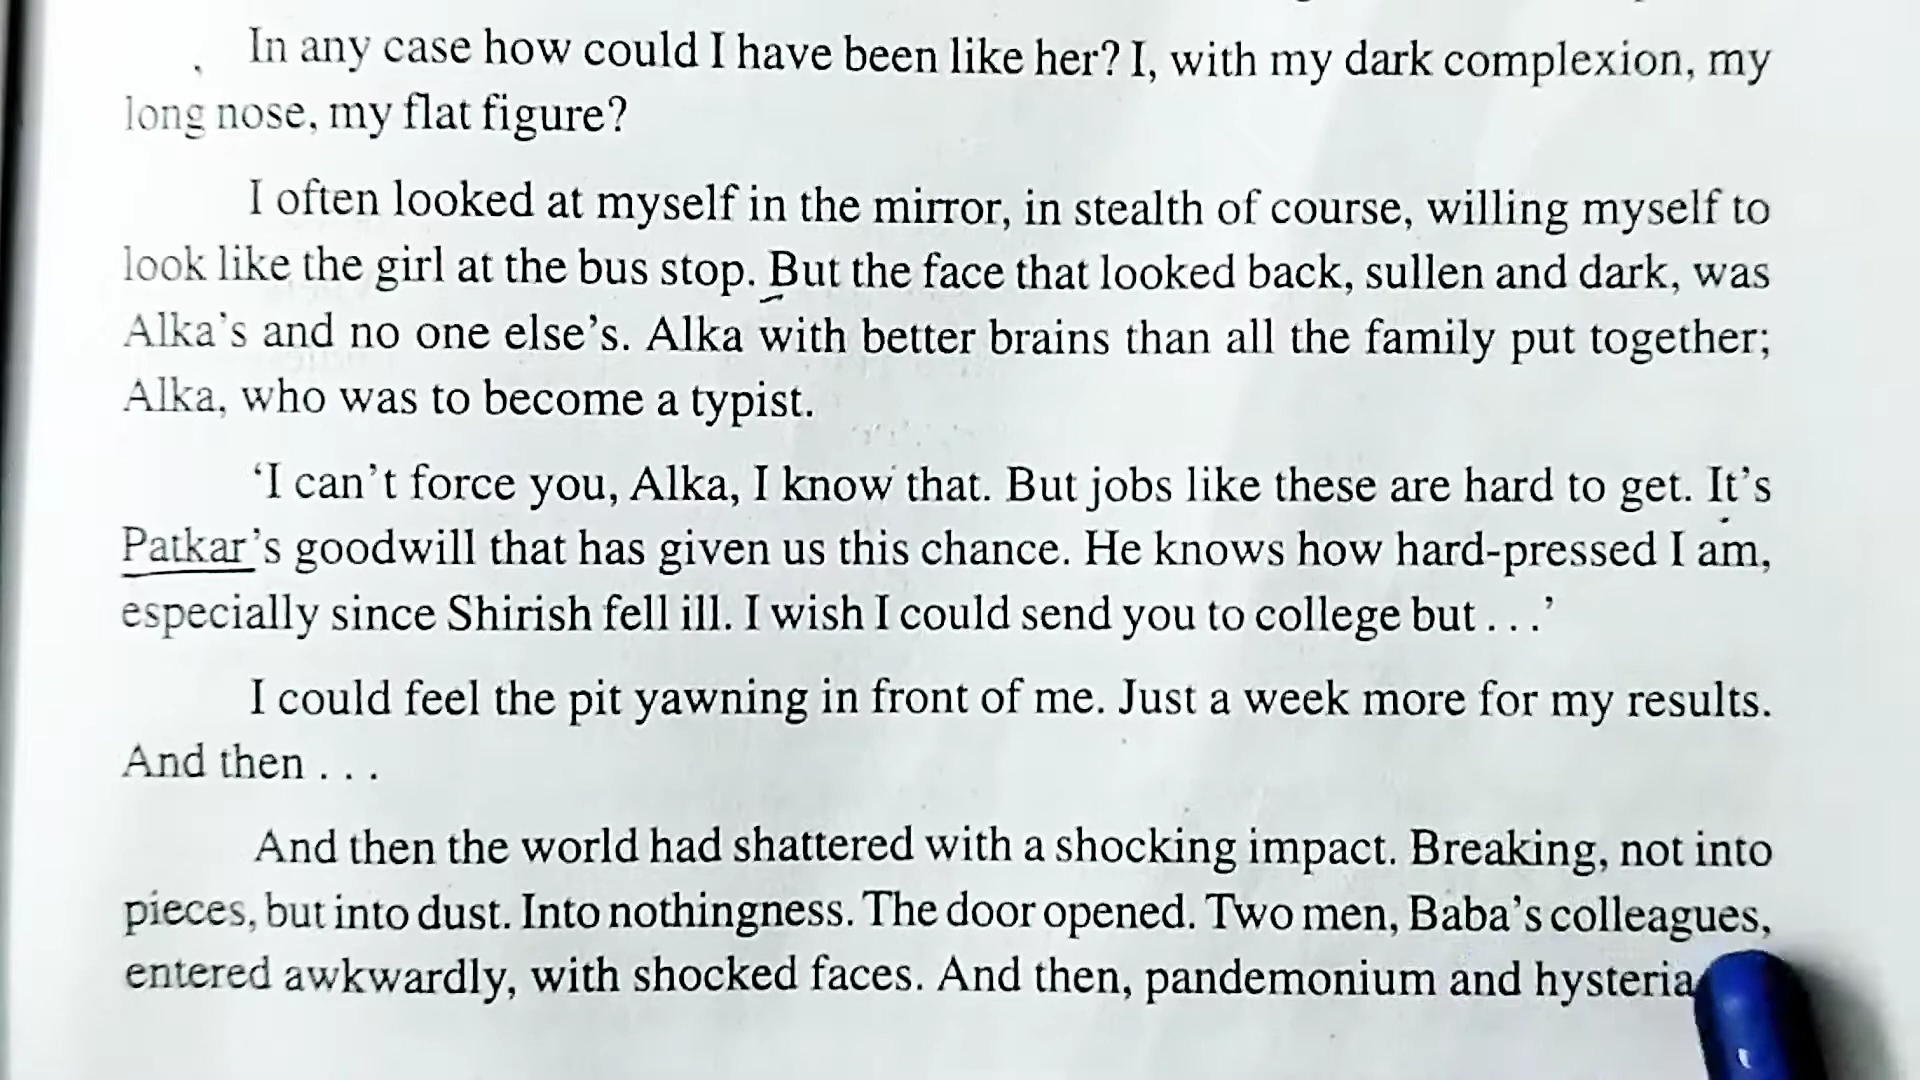 In any case how could I have been like her? I, with my dark complexion, my
long nose, my flat figure?
I often looked at myself in the mirror, in stealth of course, willing myself to
look like the girl at the bus stop. But the face that looked back, sullen and dark, was
Alka's and no one else's. Alka with better brains than all the family put together;
Alka, who was to become a typist.
‘I can’t force you, Alka, I know that. But jobs like these are hard to get. It’s
Patkar’s goodwill that has given us this chance. He knows how hard-pressed I am,
especially since Shirish fell ill. I wish I could send you to college but . . .’
I could feel the pit yawning in front of me. Just a week more for my results.
And then . . .
And then the world had shattered with a shocking impact. Breaking, not into
pieces, but into dust. Into nothingness. The door opened. Two men, Baba’s colleagues,
entered awkwardly, with shocked faces. And then, pandemonium and hysteria